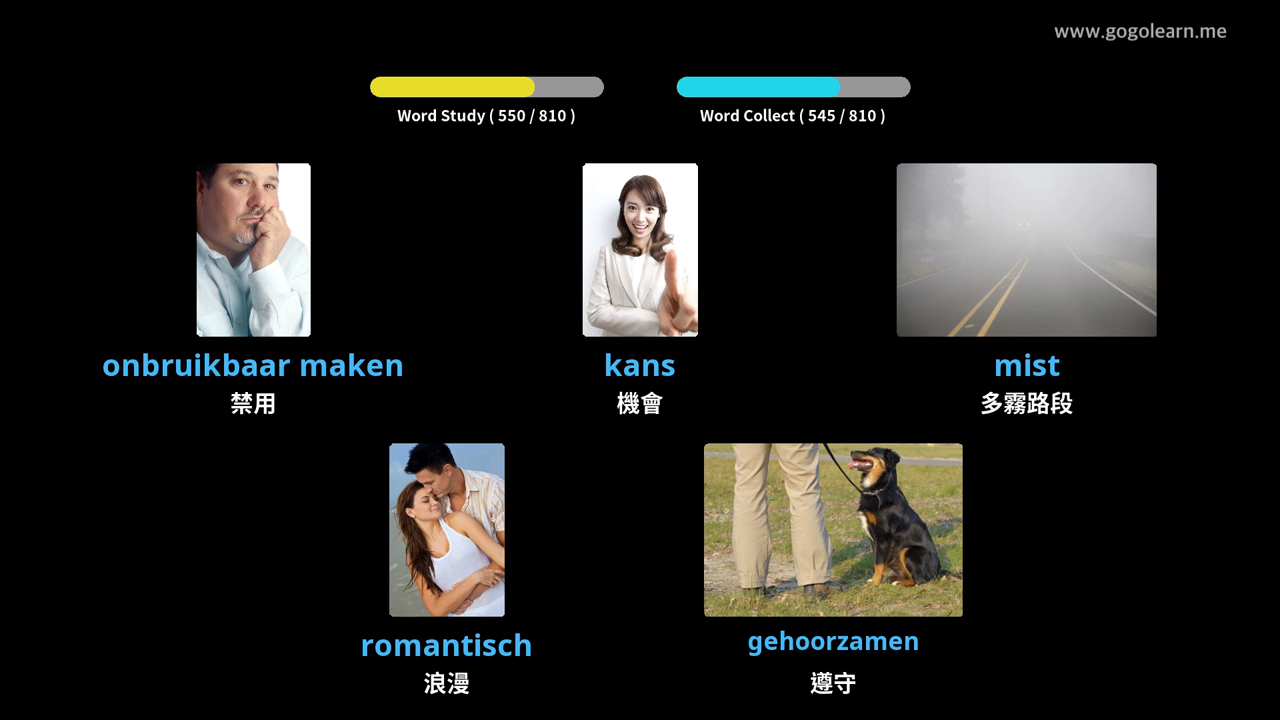 www.gogolearn.me
Word Study ( 550 / 810 )
Word Collect ( 545 / 810 )
onbruikbaar maken
禁用
kans
機會
mist
多霧路段
romantisch
浪漫
gehoorzamen
遵守